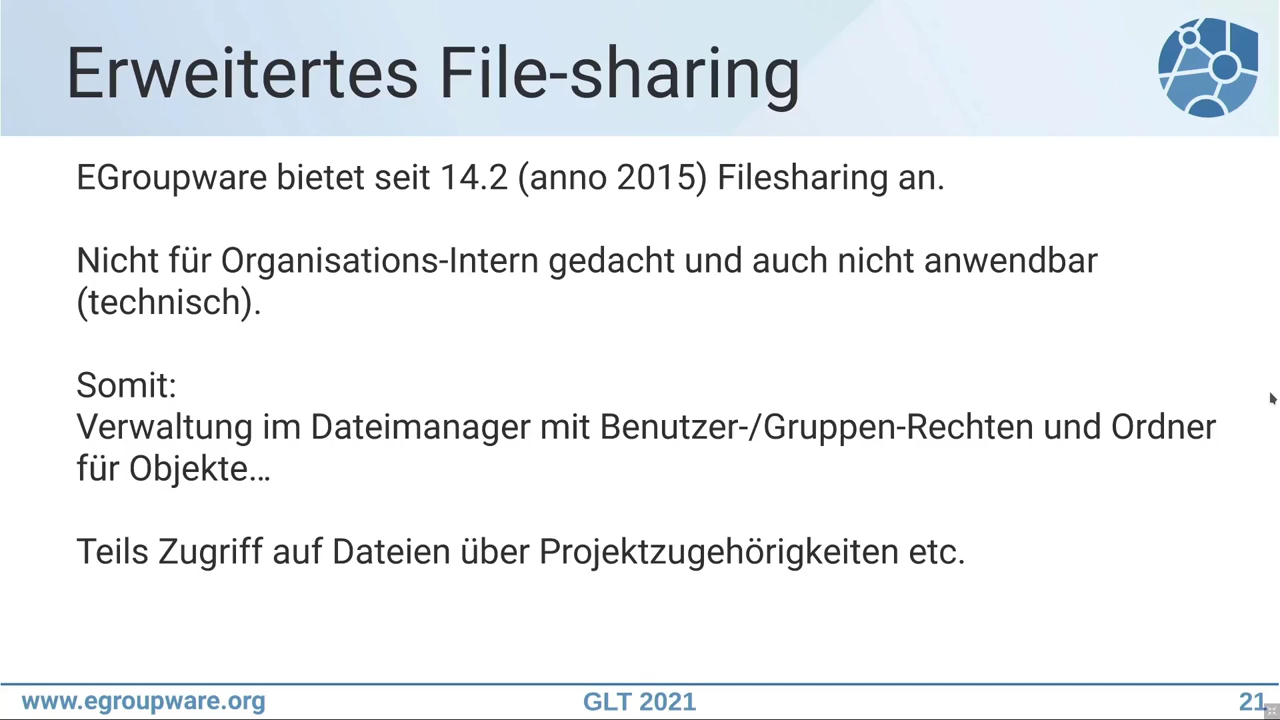 Erweitertes File-sharing
EGroupware bietet seit 14.2 (anno 2015) Filesharing an.
Nicht für Organisations-Intern gedacht und auch nicht anwendbar
(technisch).
Somit:
Verwaltung im Dateimanager mit Benutzer-/Gruppen-Rechten und Ordner
für Objekte…
Teils Zugriff auf Dateien über Projektzugehörigkeiten etc.
www.egroupware.org
GLT 2021
21